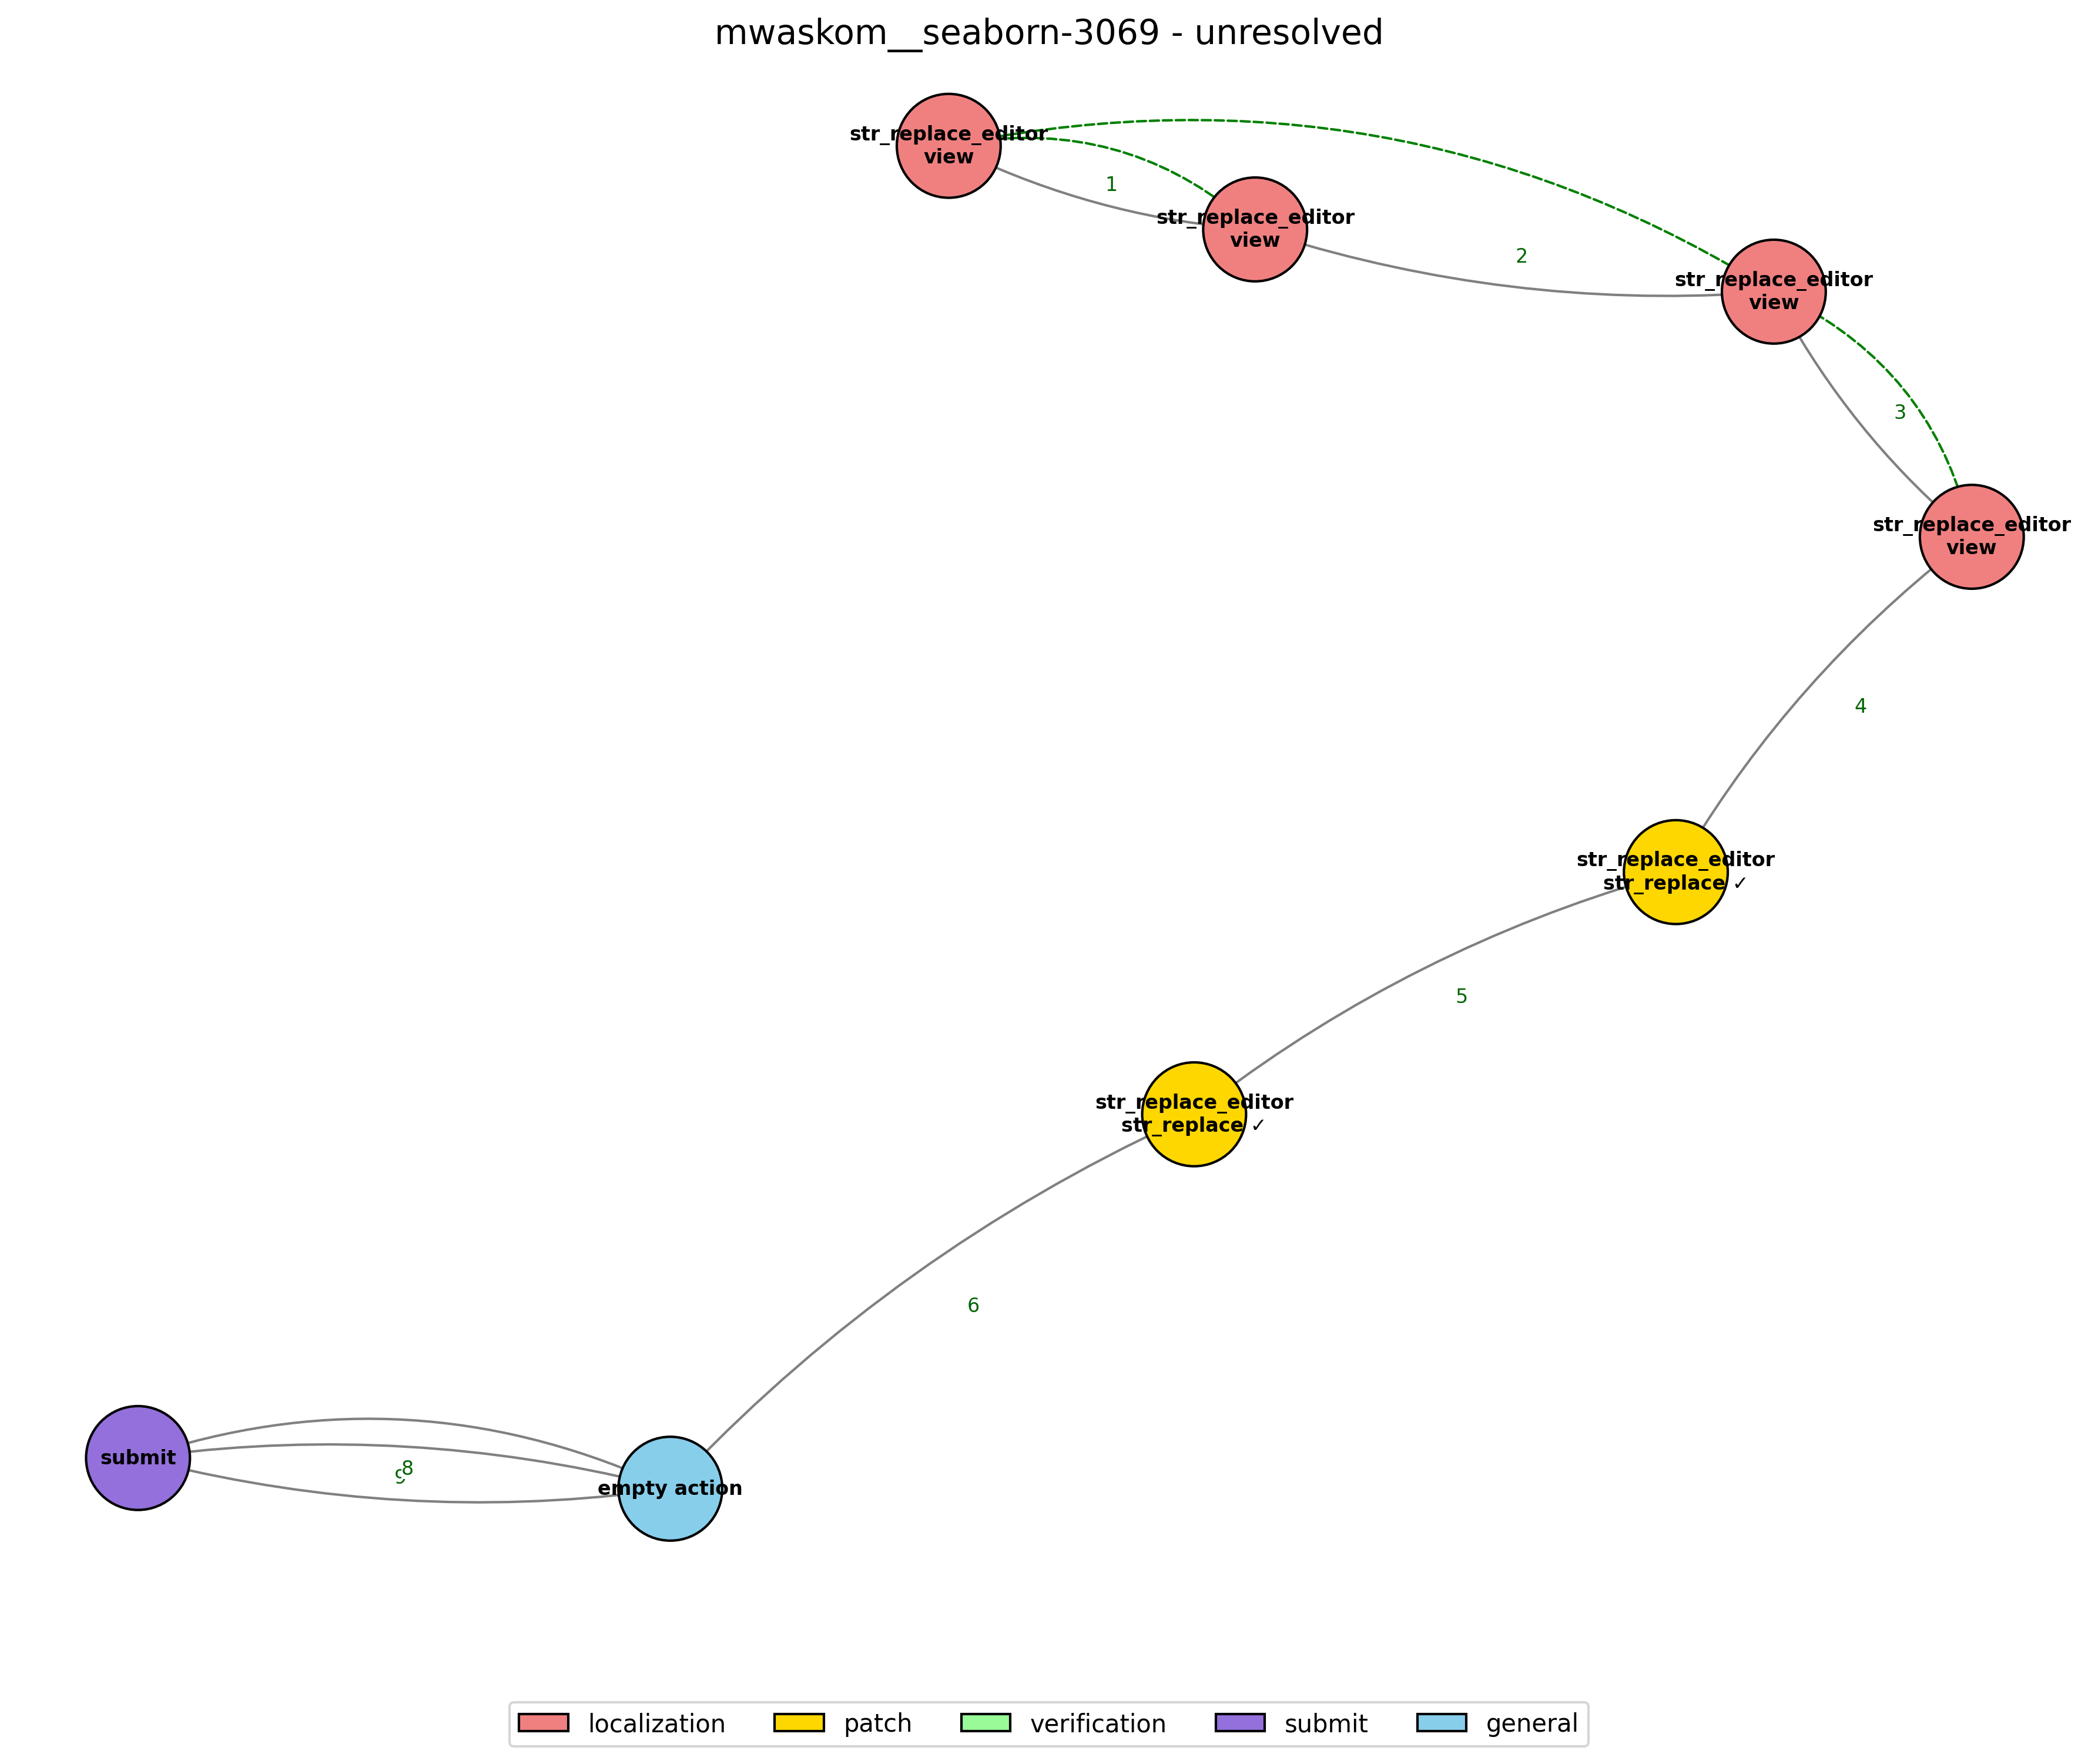 mwaskom__seaborn-3069 - unresolved
str_replace_editor
view
1
str_replace_editor
view
2
str_replace_editor
view
3
str_replace_editor
view
4
str_replace_editor
str_replace ✓
5
str_replace_editor
str_replace ✓
6
submit
9
8
empty action
localization
patch
verification
submit
general